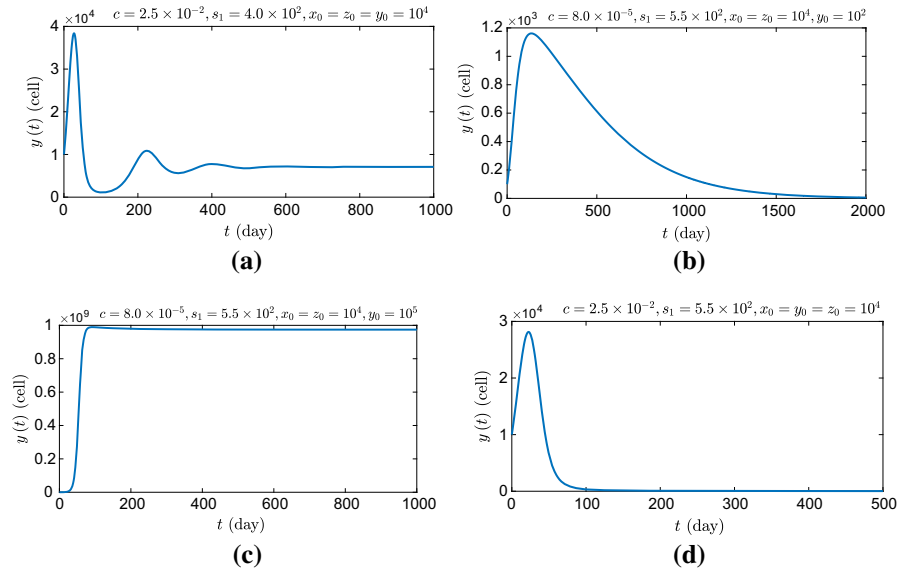 ×10⁴ c = 2.5 × 10⁻², s₁ = 4.0 × 10², x₀ = z₀ = y₀ = 10⁴
4
3
2
1
0
y (t) (cell)
0 200 400 600 800 1000
t (day)
(a)
×10³ c = 8.0 × 10⁻⁵, s₁ = 5.5 × 10², x₀ = z₀ = 10⁴, y₀ = 10²
1.2
1
0.8
0.6
0.4
0.2
0
y (t) (cell)
0 500 1000 1500 2000
t (day)
(b)
×10⁹ c = 8.0 × 10⁻⁵, s₁ = 5.5 × 10², x₀ = z₀ = 10⁴, y₀ = 10⁵
1
0.8
0.6
0.4
0.2
0
y (t) (cell)
0 200 400 600 800 1000
t (day)
(c)
×10⁴ c = 2.5 × 10⁻², s₁ = 5.5 × 10², x₀ = y₀ = z₀ = 10⁴
3
2
1
0
y (t) (cell)
0 100 200 300 400 500
t (day)
(d)